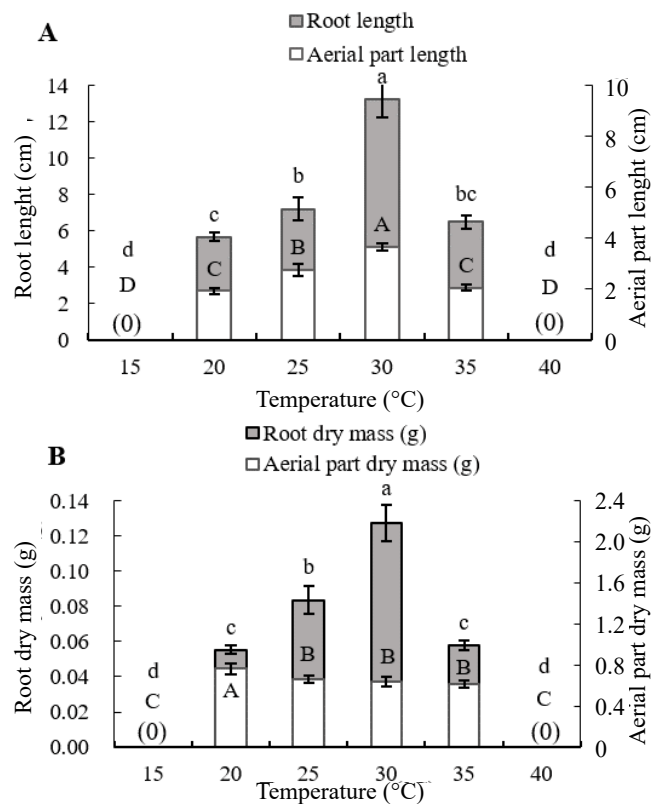 A
Root length
Aerial part length
Root lenght (cm) ,
Aerial part lenght (cm)
14
12
10
8
6
4
2
0
10
8
6
4
2
0
d
D
(0)
c
C
b
B
a
A
bc
C
d
D
(0)
15 20 25 30 35 40
Temperature (°C)
B
Root dry mass (g)
Aerial part dry mass (g)
Root dry mass (g)
Aerial part dry mass (g)
0.14
0.12
0.10
0.08
0.06
0.04
0.02
0.00
2.4
2.0
1.6
1.2
0.8
0.4
0
d
C
(0)
c
A
b
B
a
B
c
B
d
C
(0)
15 20 25 30 35 40
Temperature (°C)